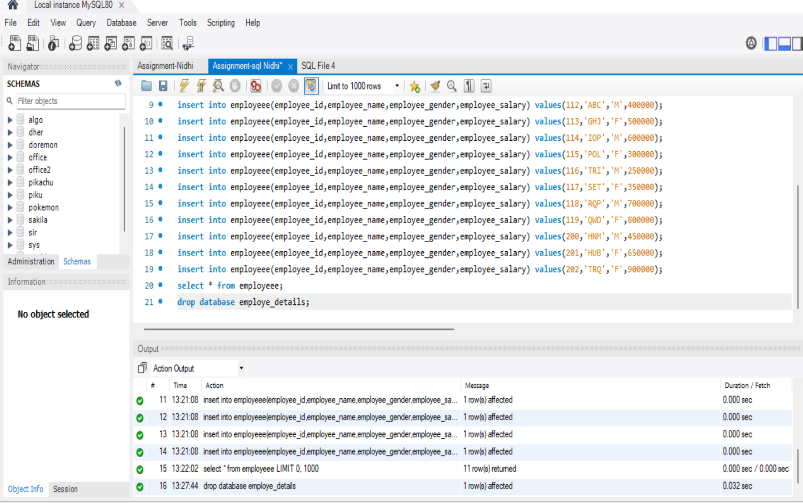 Local instance MySQL80 ×
File Edit View Query Database Server Tools Scripting Help
Navigator
SCHEMAS
Filter objects
algo
dher
doremon
office
office2
pikachu
piku
pokemon
sakila
sir
sys
Administration Schemas
Information
No object selected
Object Info Session
Assignment-Nidhi Assignment-sql Nidhi* × SQL File 4
Limit to 1000 rows
9 insert into employeee(employee_id,employee_name,employee_gender,employee_salary) values(112,'ABC','M',400000);
10 insert into employeee(employee_id,employee_name,employee_gender,employee_salary) values(113,'GHJ','F',500000);
11 insert into employeee(employee_id,employee_name,employee_gender,employee_salary) values(114,'IOP','M',600000);
12 insert into employeee(employee_id,employee_name,employee_gender,employee_salary) values(115,'POL','F',300000);
13 insert into employeee(employee_id,employee_name,employee_gender,employee_salary) values(116,'TRI','M',250000);
14 insert into employeee(employee_id,employee_name,employee_gender,employee_salary) values(117,'SET','F',350000);
15 insert into employeee(employee_id,employee_name,employee_gender,employee_salary) values(118,'RQP','M',700000);
16 insert into employeee(employee_id,employee_name,employee_gender,employee_salary) values(119,'QWD','F',800000);
17 insert into employeee(employee_id,employee_name,employee_gender,employee_salary) values(200,'HNM','M',450000);
18 insert into employeee(employee_id,employee_name,employee_gender,employee_salary) values(201,'HUB','F',650000);
19 insert into employeee(employee_id,employee_name,employee_gender,employee_salary) values(202,'TRQ','F',900000);
20 select * from employeee;
21 drop database employe_details;
Output
Action Output
# Time Action Message Duration / Fetch
11 13:21:08 insert into employeee(employee_id,employee_name,employee_gender,employee_sa... 1 row(s) affected 0.000 sec
12 13:21:08 insert into employeee(employee_id,employee_name,employee_gender,employee_sa... 1 row(s) affected 0.000 sec
13 13:21:08 insert into employeee(employee_id,employee_name,employee_gender,employee_sa... 1 row(s) affected 0.000 sec
14 13:21:08 insert into employeee(employee_id,employee_name,employee_gender,employee_sa... 1 row(s) affected 0.000 sec
15 13:22:02 select * from employeee LIMIT 0, 1000 11 row(s) returned 0.000 sec / 0.000 sec
16 13:27:44 drop database employe_details 1 row(s) affected 0.032 sec